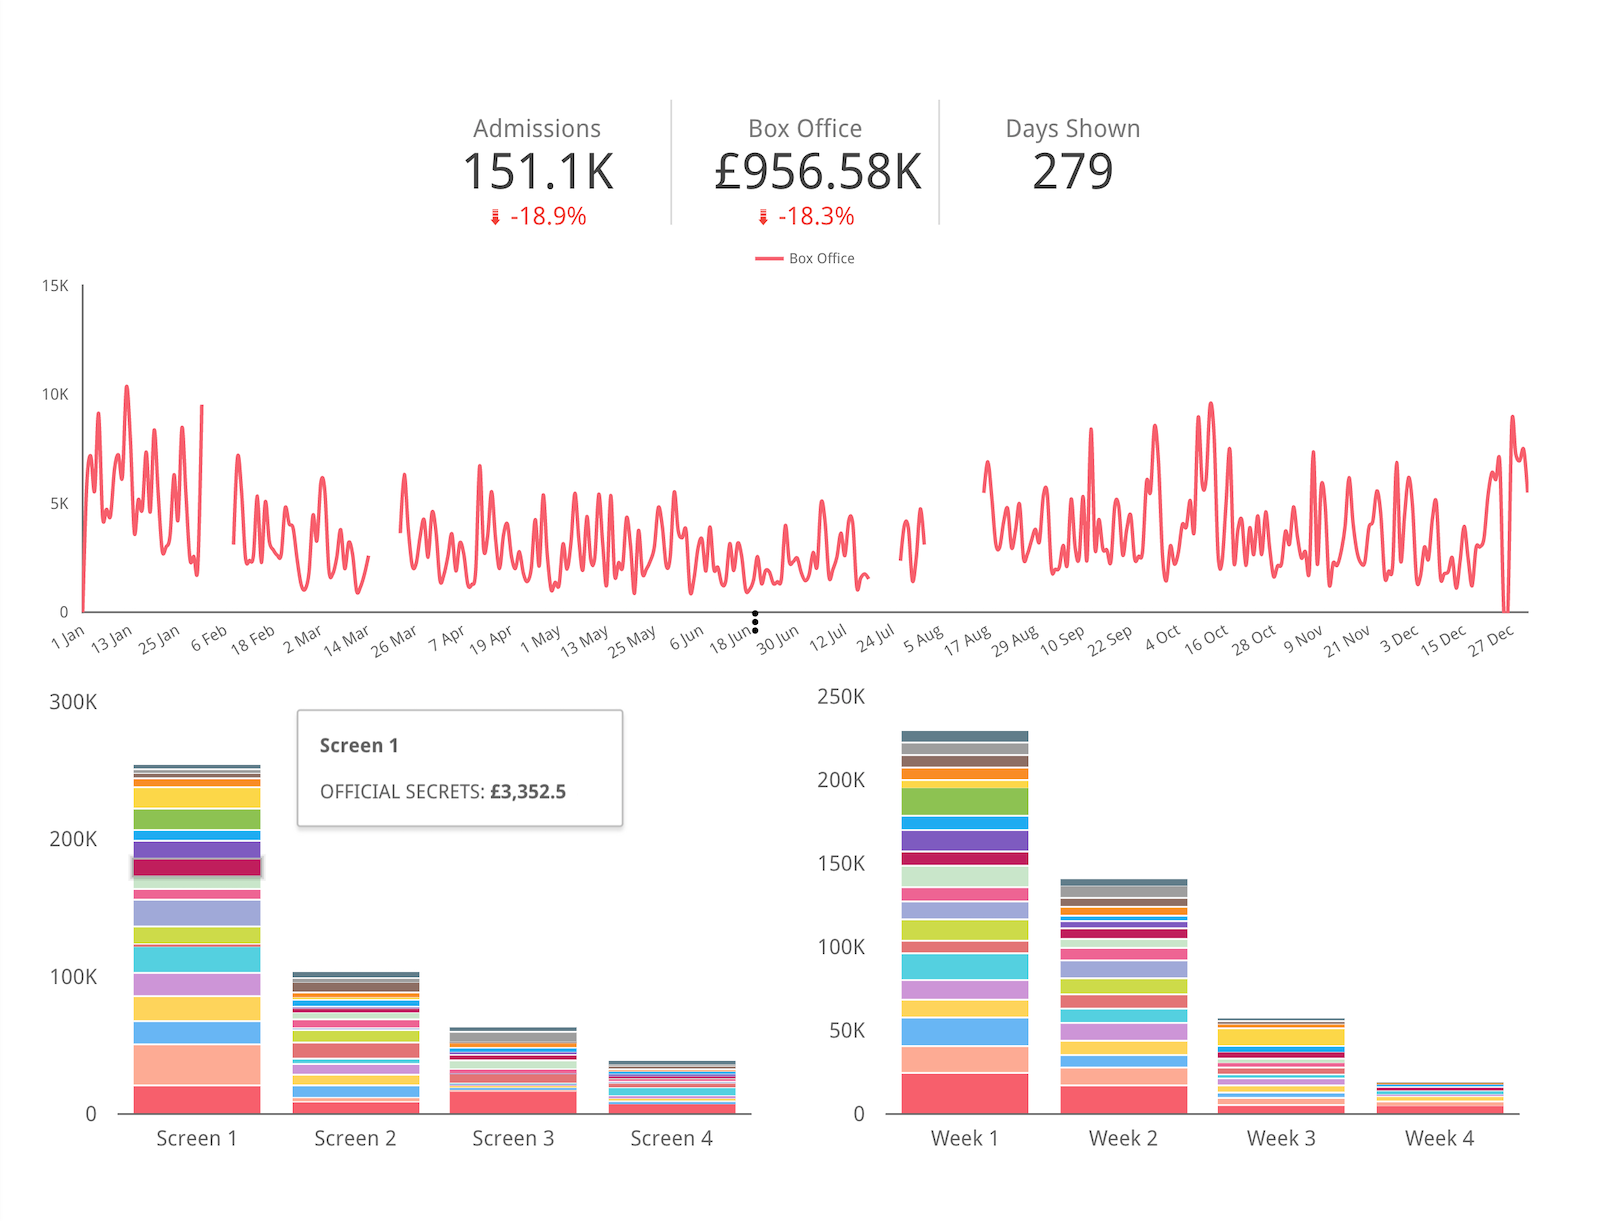 Admissions
151.1K
-18.9%
Box Office
£956.58K
-18.3%
Days Shown
279
Box Office
15K
10K
5K
0
1 Jan
13 Jan
25 Jan
6 Feb
18 Feb
2 Mar
14 Mar
26 Mar
7 Apr
19 Apr
1 May
13 May
25 May
6 Jun
18 Jun
30 Jun
12 Jul
24 Jul
5 Aug
17 Aug
29 Aug
10 Sep
22 Sep
4 Oct
16 Oct
28 Oct
9 Nov
21 Nov
3 Dec
15 Dec
27 Dec
300K
200K
100K
0
Screen 1
OFFICIAL SECRETS: £3,352.5
Screen 1
Screen 2
Screen 3
Screen 4
250K
200K
150K
100K
50K
0
Week 1
Week 2
Week 3
Week 4